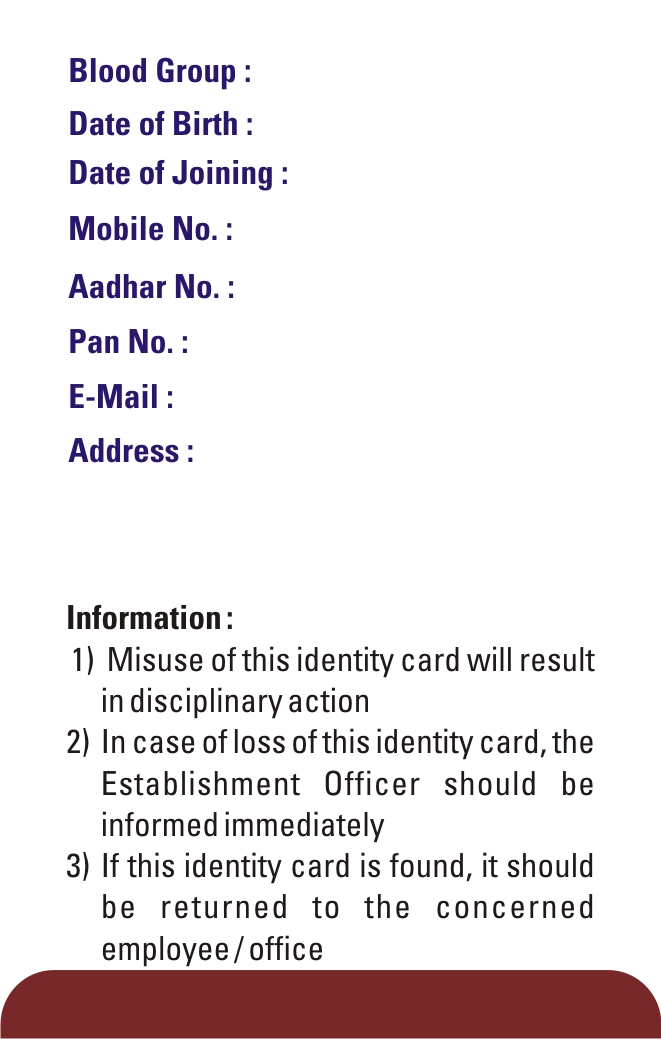 Blood Group :
Date of Birth :
Date of Joining :
Mobile No. :
Aadhar No. :
Pan No. :
E-Mail :
Address :
Information :
1) Misuse of this identity card will result
in disciplinary action
2) In case of loss of this identity card, the
Establishment Officer should be
informed immediately
3) If this identity card is found, it should
be returned to the concerned
employee / office